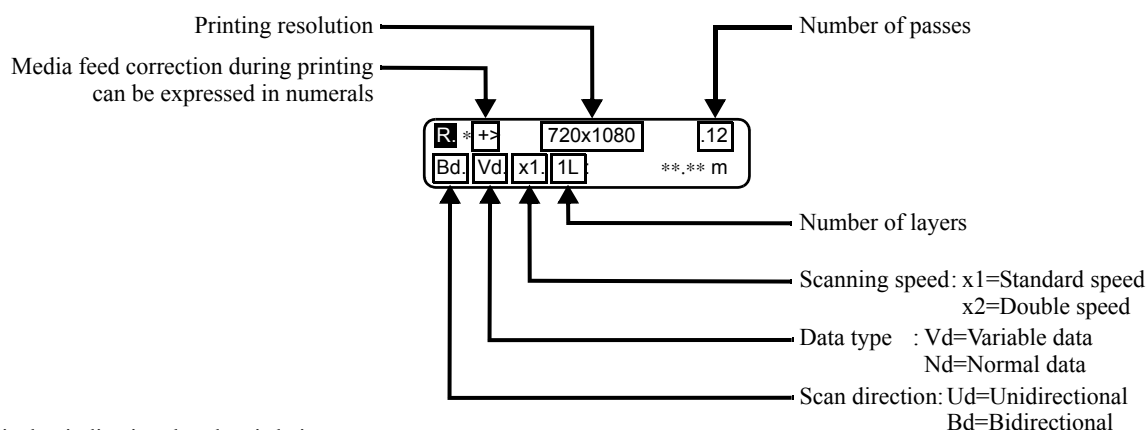 Printing resolution
Number of passes
Media feed correction during printing
can be expressed in numerals
R. * +> 720x1080 .12
Bd. Vd. x1. 1L : **.** m
Number of layers
Scanning speed: x1=Standard speed
x2=Double speed
Data type : Vd=Variable data
Nd=Normal data
Scan direction: Ud=Unidirectional
Bd=Bidirectional